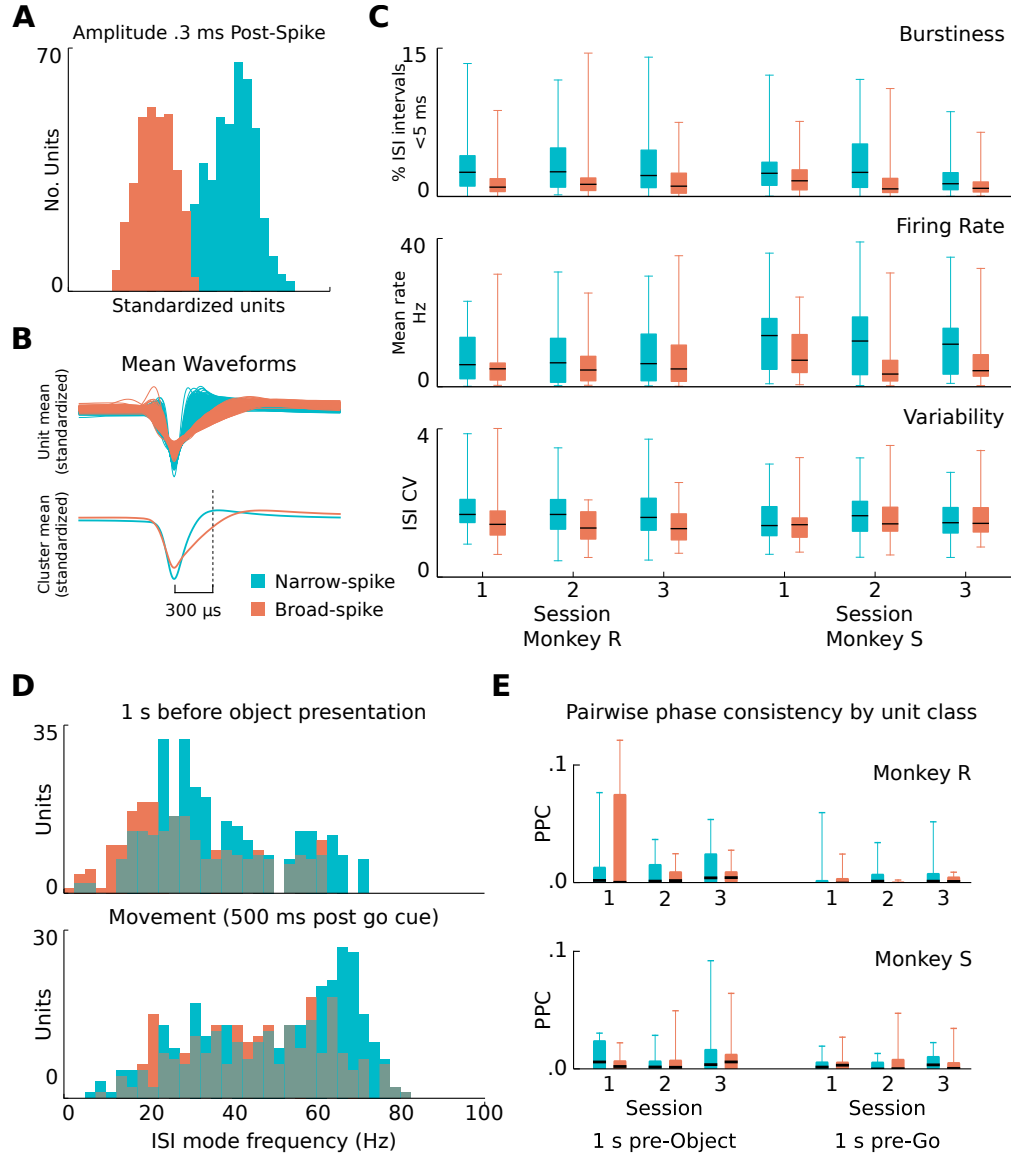 A
Amplitude .3 ms Post-Spike
70
No. Units
0
Standardized units
B
Mean Waveforms
Unit mean
(standardized)
Cluster mean
(standardized)
300 µs
Narrow-spike
Broad-spike
C
Burstiness
15
% ISI intervals
<5 ms
0
Firing Rate
40
Mean rate
Hz
0
Variability
4
ISI CV
0
1 2 3 1 2 3
Session Session
Monkey R Monkey S
D
1 s before object presentation
35
Units
0
Movement (500 ms post go cue)
30
Units
0
0 20 40 60 80 100
ISI mode frequency (Hz)
E
Pairwise phase consistency by unit class
.1
Monkey R
PPC
.0
1 2 3 1 2 3
.1
Monkey S
PPC
.0
1 2 3 1 2 3
Session Session
1 s pre-Object 1 s pre-Go